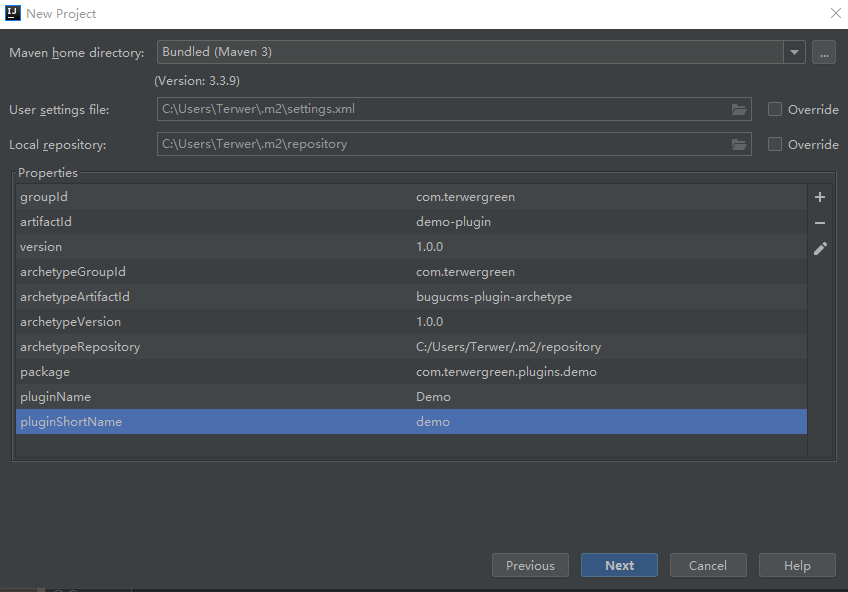 New Project
Maven home directory: Bundled (Maven 3) ...
(Version: 3.3.9)
User settings file: C:\Users\Terwer\.m2\settings.xml Override
Local repository: C:\Users\Terwer\.m2\repository Override
Properties
groupId com.terwergreen
artifactId demo-plugin
version 1.0.0
archetypeGroupId com.terwergreen
archetypeArtifactId bugucms-plugin-archetype
archetypeVersion 1.0.0
archetypeRepository C:/Users/Terwer/.m2/repository
package com.terwergreen.plugins.demo
pluginName Demo
pluginShortName demo
Previous Next Cancel Help